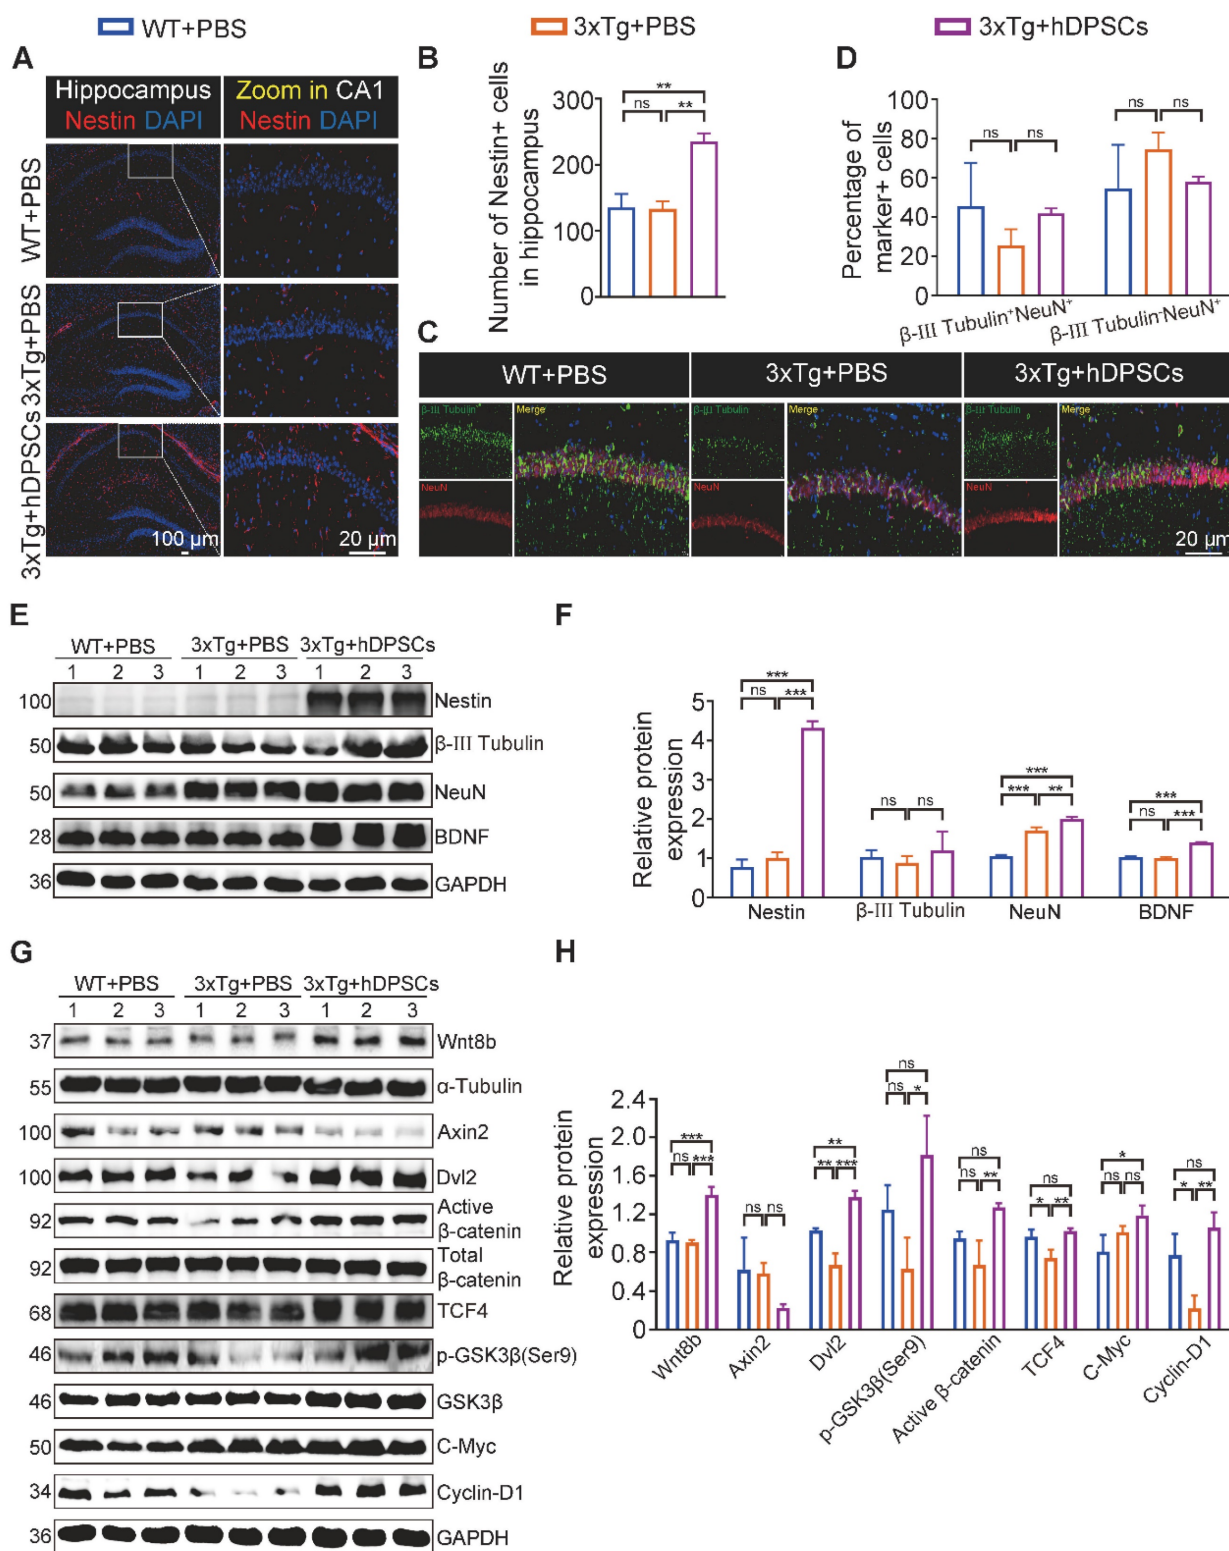 WT+PBS
3xTg+PBS
3xTg+hDPSCs
A
Hippocampus
Nestin DAPI
Zoom in CA1
Nestin DAPI
WT+PBS
3xTg+PBS
3xTg+hDPSCs
100 µm
20 µm
B
Number of Nestin+ cells
in hippocampus
300
200
100
0
**
ns
**
D
Percentage of
marker+ cells
100
80
60
40
20
0
ns
ns
ns
ns
β-III Tubulin⁺NeuN⁺
β-III Tubulin⁻NeuN⁺
C
WT+PBS
3xTg+PBS
3xTg+hDPSCs
β-III Tubulin
Merge
NeuN
β-III Tubulin
Merge
NeuN
β-III Tubulin
Merge
NeuN
20 µm
E
WT+PBS
3xTg+PBS
3xTg+hDPSCs
1 2 3 1 2 3 1 2 3
100 Nestin
50 β-III Tubulin
50 NeuN
28 BDNF
36 GAPDH
F
Relative protein
expression
5
4
3
2
1
0
***
ns
***
ns
ns
***
***
**
***
ns
***
Nestin
β-III Tubulin
NeuN
BDNF
G
WT+PBS
3xTg+PBS
3xTg+hDPSCs
1 2 3 1 2 3 1 2 3
37 Wnt8b
55 α-Tubulin
100 Axin2
100 Dvl2
92 Active
β-catenin
92 Total
β-catenin
68 TCF4
46 p-GSK3β(Ser9)
46 GSK3β
50 C-Myc
34 Cyclin-D1
36 GAPDH
H
Relative protein
expression
2.4
2.0
1.6
1.2
0.8
0.4
0
***
ns
***
ns
ns
**
**
***
ns
ns
*
ns
ns
**
ns
*
**
*
ns
ns
ns
*
**
Wnt8b
Axin2
Dvl2
p-GSK3β(Ser9)
Active β-catenin
TCF4
C-Myc
Cyclin-D1